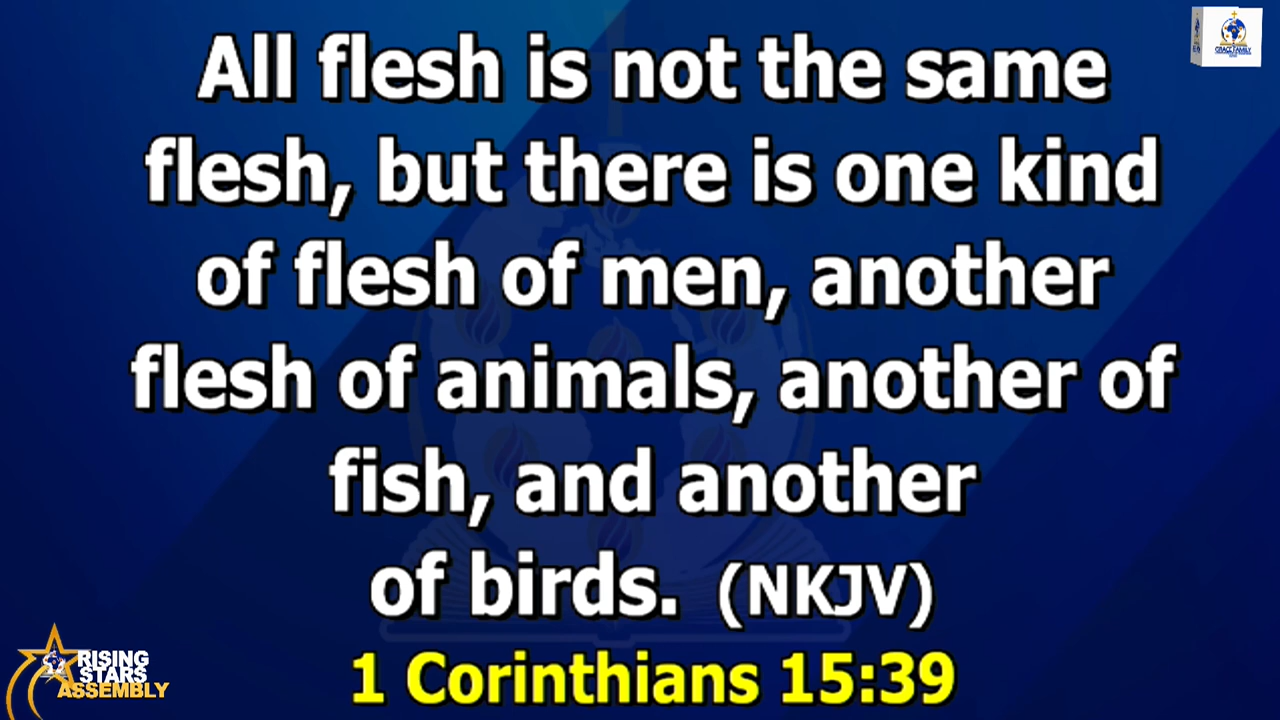 All flesh is not the same
flesh, but there is one kind
of flesh of men, another
flesh of animals, another of
fish, and another
of birds. (NKJV)
1 Corinthians 15:39
RISING
STARS
ASSEMBLY